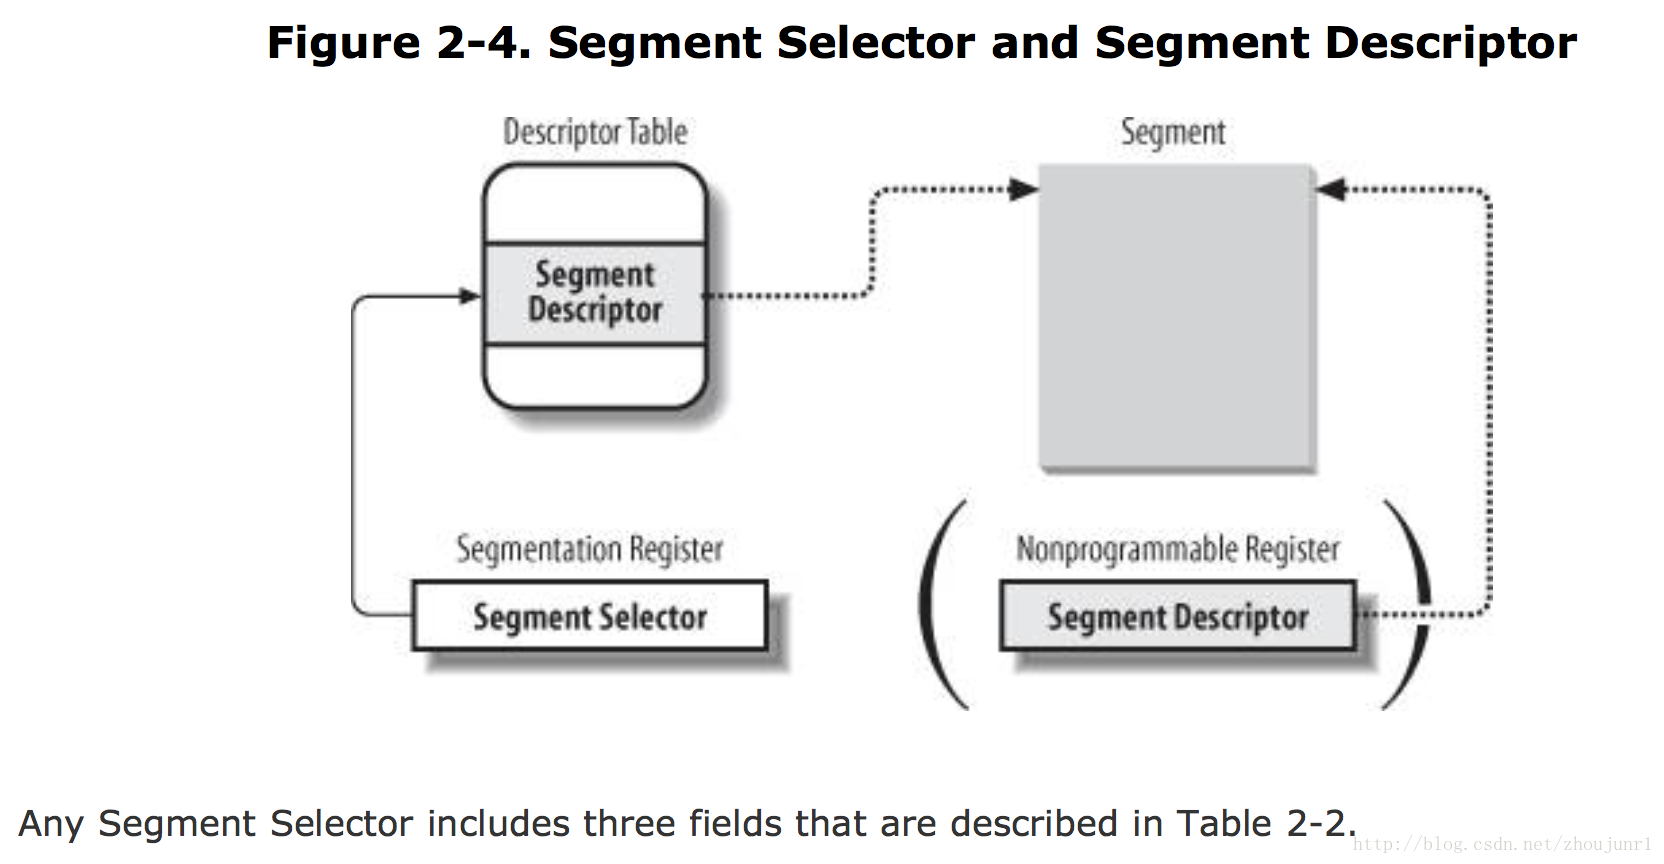 Figure 2-4. Segment Selector and Segment Descriptor
Descriptor Table
Segment
Segment
Descriptor
Segmentation Register
Nonprogrammable Register
Segment Selector
Segment Descriptor
Any Segment Selector includes three fields that are described in Table 2-2.
http://blog.csdn.net/zhoujunr1